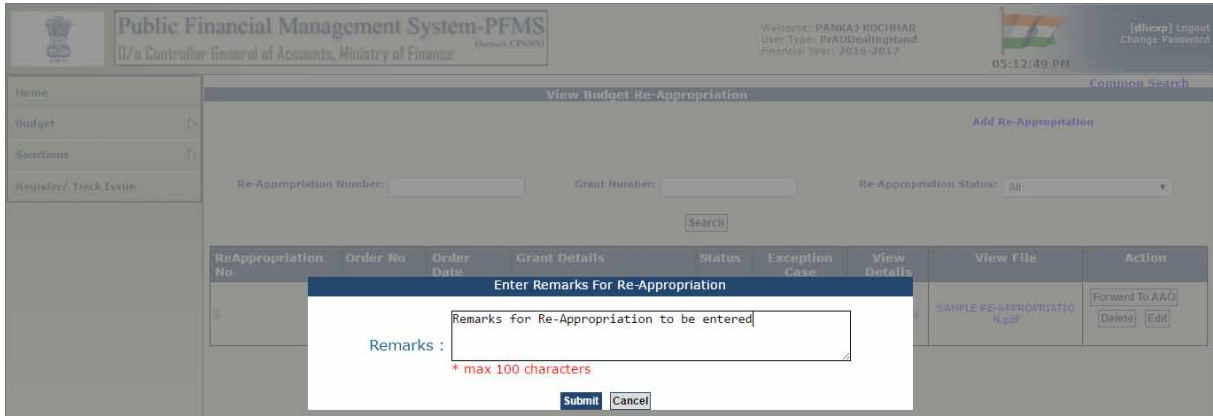 Public Financial Management System-PFMS
(formerly CPSMS)
O/o Controller General of Accounts, Ministry of Finance
Welcome: PANKAJ KOCHHAR
User Type: PrAODealingHand
Financial Year: 2016-2017
05:12:49 PM
[dhexp] Logout
Change Password
Common Search
Home
Budget
Sanctions
Register/ Track Issue
View Budget Re-Appropriation
Add Re-Appropriation
Re-Appropriation Number:
Grant Number:
Re-Appropriation Status: All
Search
ReAppropriation No
Order No
Order Date
Grant Details
Status
Exception Case
View Details
View File
Action
SAMPLE RE-APPROPRIATIO
N.pdf
Forward To AAO
Delete Edit
Enter Remarks For Re-Appropriation
Remarks :
Remarks for Re-Appropriation to be entered
* max 100 characters
Submit Cancel